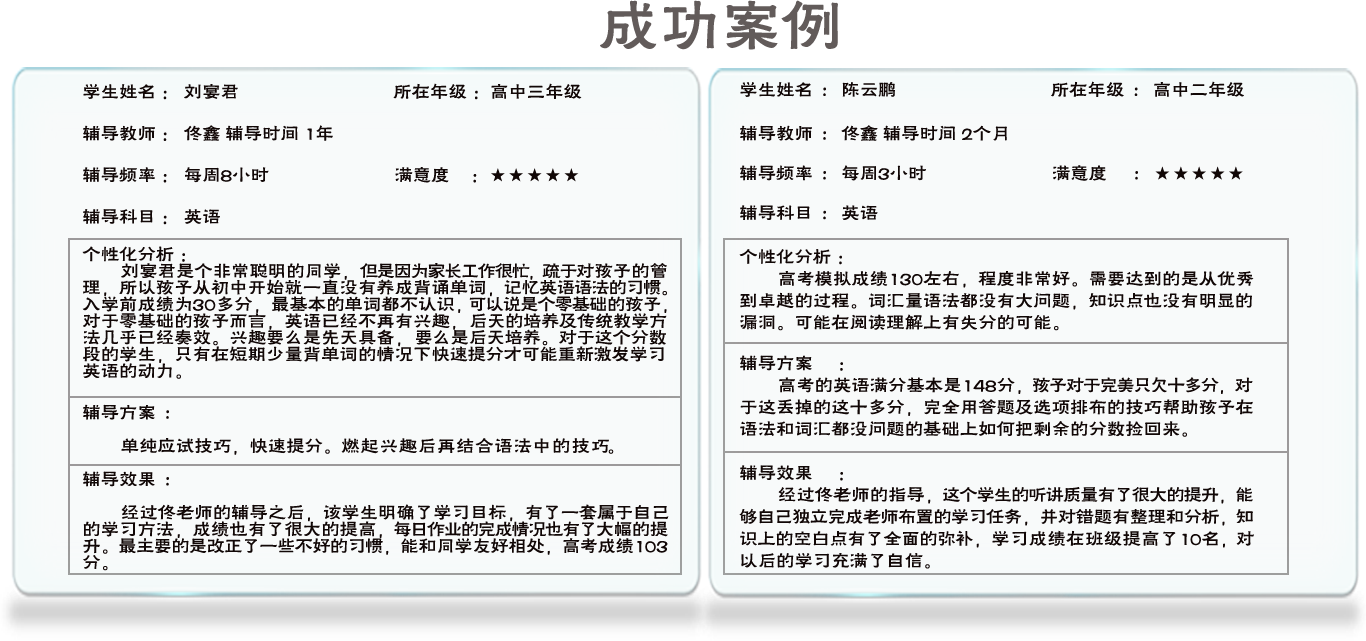 成功案例
学生姓名： 刘宴君 所在年级： 高中三年级
辅导教师： 佟鑫 辅导时间 1年
辅导频率： 每周8小时 满意度 ： ★★★★★
辅导科目： 英语
个性化分析：
刘宴君是个非常聪明的同学，但是因为家长工作很忙，疏于对孩子的管
理，所以孩子从初中开始就一直没有养成背诵单词，记忆英语语法的习惯。
入学前成绩为30多分，最基本的单词都不认识，可以说是个零基础的孩子，
对于零基础的孩子而言，英语已经不再有兴趣，后天的培养及传统教学方
法几乎已经奏效。兴趣要么是先天具备，要么是后天培养。对于这个分数
段的学生，只有在短期少量背单词的情况下快速提分才可能重新激发学习
英语的动力。
辅导方案 ：
单纯应试技巧，快速提分。燃起兴趣后再结合语法中的技巧。
辅导效果 ：
经过佟老师的辅导之后，该学生明确了学习目标，有了一套属于自己
的学习方法，成绩也有了很大的提高，每日作业的完成情况也有了大幅的提
升。最主要的是改正了一些不好的习惯，能和同学友好相处，高考成绩103
分。
学生姓名 ： 陈云鹏 所在年级 ： 高中二年级
辅导教师 ： 佟鑫 辅导时间 2个月
辅导频率 ： 每周3小时 满意度 ： ★★★★★
辅导科目 ： 英语
个性化分析：
高考模拟成绩130左右，程度非常好。需要达到的是从优秀
到卓越的过程。词汇量语法都没有大问题，知识点也没有明显的
漏洞。可能在阅读理解上有失分的可能。
辅导方案 ：
高考的英语满分基本是148分，孩子对于完美只欠十多分，对
于这丢掉的这十多分，完全用答题及选项排布的技巧帮助孩子在
语法和词汇都没问题的基础上如何把剩余的分数捡回来。
辅导效果 ：
经过佟老师的指导，这个学生的听讲质量有了很大的提升，能
够自己独立完成老师布置的学习任务，并对错题有整理和分析，知
识上的空白点有了全面的弥补，学习成绩在班级提高了10名，对
以后的学习充满了自信。